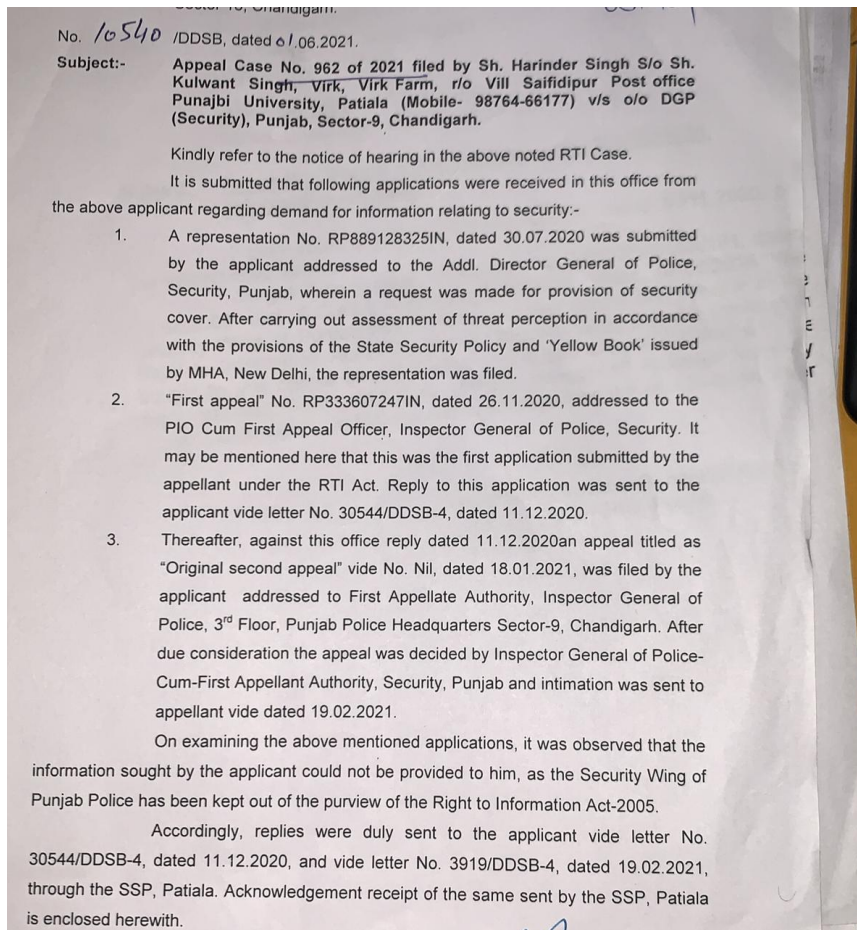 Sector 10, Chandigarh.
No. 10540 /DDSB, dated 01.06.2021.
Subject:- Appeal Case No. 962 of 2021 filed by Sh. Harinder Singh S/o Sh.
Kulwant Singh, Virk, Virk Farm, r/o Vill Saifidipur Post office
Punajbi University, Patiala (Mobile- 98764-66177) v/s o/o DGP
(Security), Punjab, Sector-9, Chandigarh.
Kindly refer to the notice of hearing in the above noted RTI Case.
It is submitted that following applications were received in this office from
the above applicant regarding demand for information relating to security:-
1. A representation No. RP889128325IN, dated 30.07.2020 was submitted
by the applicant addressed to the Addl. Director General of Police,
Security, Punjab, wherein a request was made for provision of security
cover. After carrying out assessment of threat perception in accordance
with the provisions of the State Security Policy and ‘Yellow Book’ issued
by MHA, New Delhi, the representation was filed.
2. “First appeal” No. RP333607247IN, dated 26.11.2020, addressed to the
PIO Cum First Appeal Officer, Inspector General of Police, Security. It
may be mentioned here that this was the first application submitted by the
appellant under the RTI Act. Reply to this application was sent to the
applicant vide letter No. 30544/DDSB-4, dated 11.12.2020.
3. Thereafter, against this office reply dated 11.12.2020an appeal titled as
“Original second appeal” vide No. Nil, dated 18.01.2021, was filed by the
applicant addressed to First Appellate Authority, Inspector General of
Police, 3rd Floor, Punjab Police Headquarters Sector-9, Chandigarh. After
due consideration the appeal was decided by Inspector General of Police-
Cum-First Appellant Authority, Security, Punjab and intimation was sent to
appellant vide dated 19.02.2021.
On examining the above mentioned applications, it was observed that the
information sought by the applicant could not be provided to him, as the Security Wing of
Punjab Police has been kept out of the purview of the Right to Information Act-2005.
Accordingly, replies were duly sent to the applicant vide letter No.
30544/DDSB-4, dated 11.12.2020, and vide letter No. 3919/DDSB-4, dated 19.02.2021,
through the SSP, Patiala. Acknowledgement receipt of the same sent by the SSP, Patiala
is enclosed herewith.